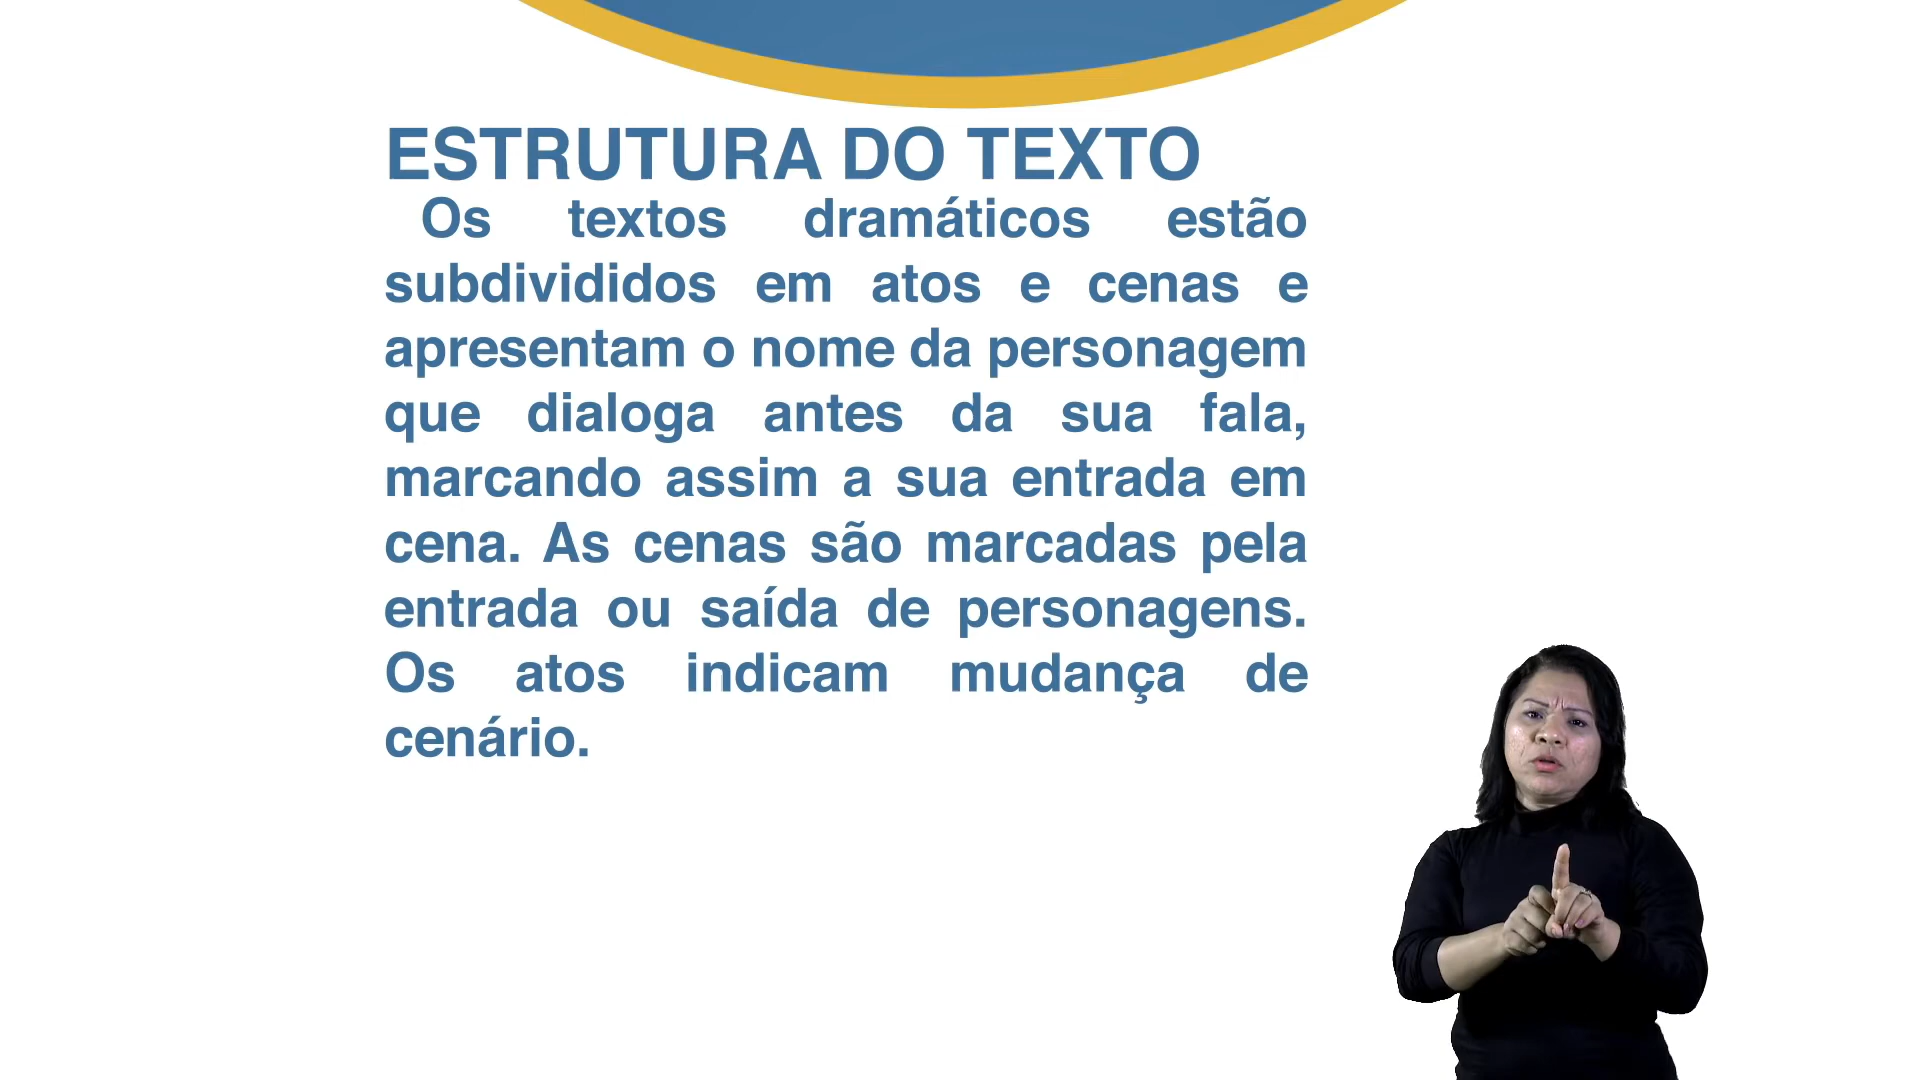 ESTRUTURA DO TEXTO
Os textos dramáticos estão
subdivididos em atos e cenas e
apresentam o nome da personagem
que dialoga antes da sua fala,
marcando assim a sua entrada em
cena. As cenas são marcadas pela
entrada ou saída de personagens.
Os atos indicam mudança de
cenário.